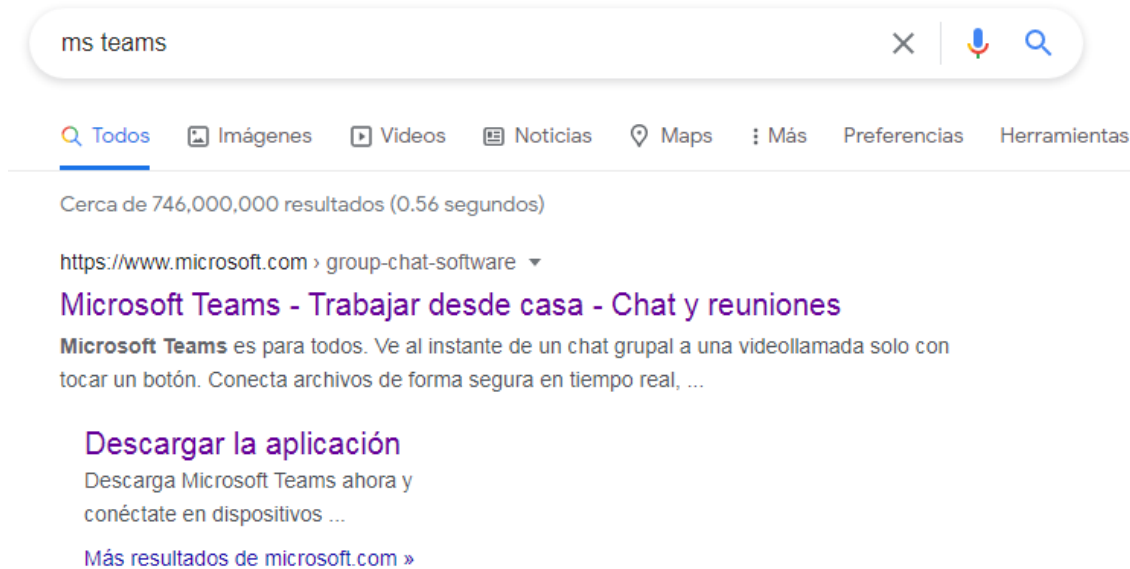 ms teams
Todos Imágenes Videos Noticias Maps Más Preferencias Herramientas
Cerca de 746,000,000 resultados (0.56 segundos)
https://www.microsoft.com › group-chat-software
Microsoft Teams - Trabajar desde casa - Chat y reuniones
Microsoft Teams es para todos. Ve al instante de un chat grupal a una videollamada solo con
tocar un botón. Conecta archivos de forma segura en tiempo real, ...
Descargar la aplicación
Descarga Microsoft Teams ahora y
conéctate en dispositivos ...
Más resultados de microsoft.com »